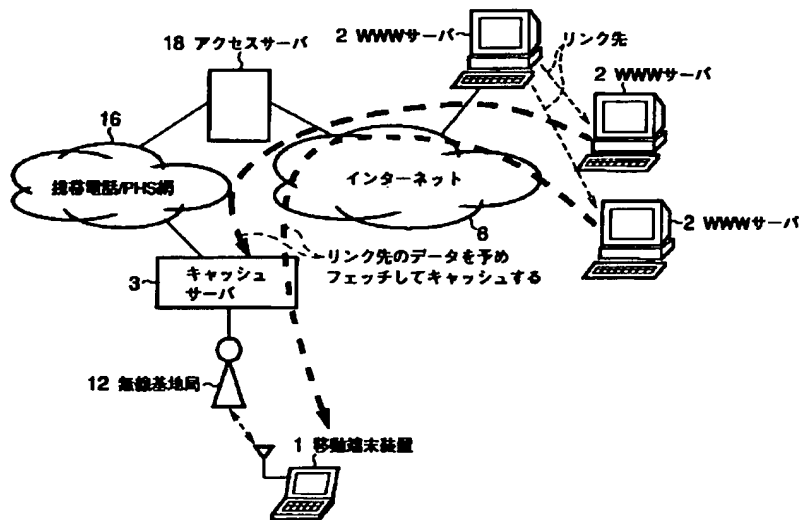 2 WWWサーバ
リンク先
18 アクセスサーバ
2 WWWサーバ
16
携帯電話/PHS網
インターネット
2 WWWサーバ
6
リンク先のデータを予め
フェッチしてキャッシュする
3
キャッシュ
サーバ
12 無線基地局
1 移動端末装置